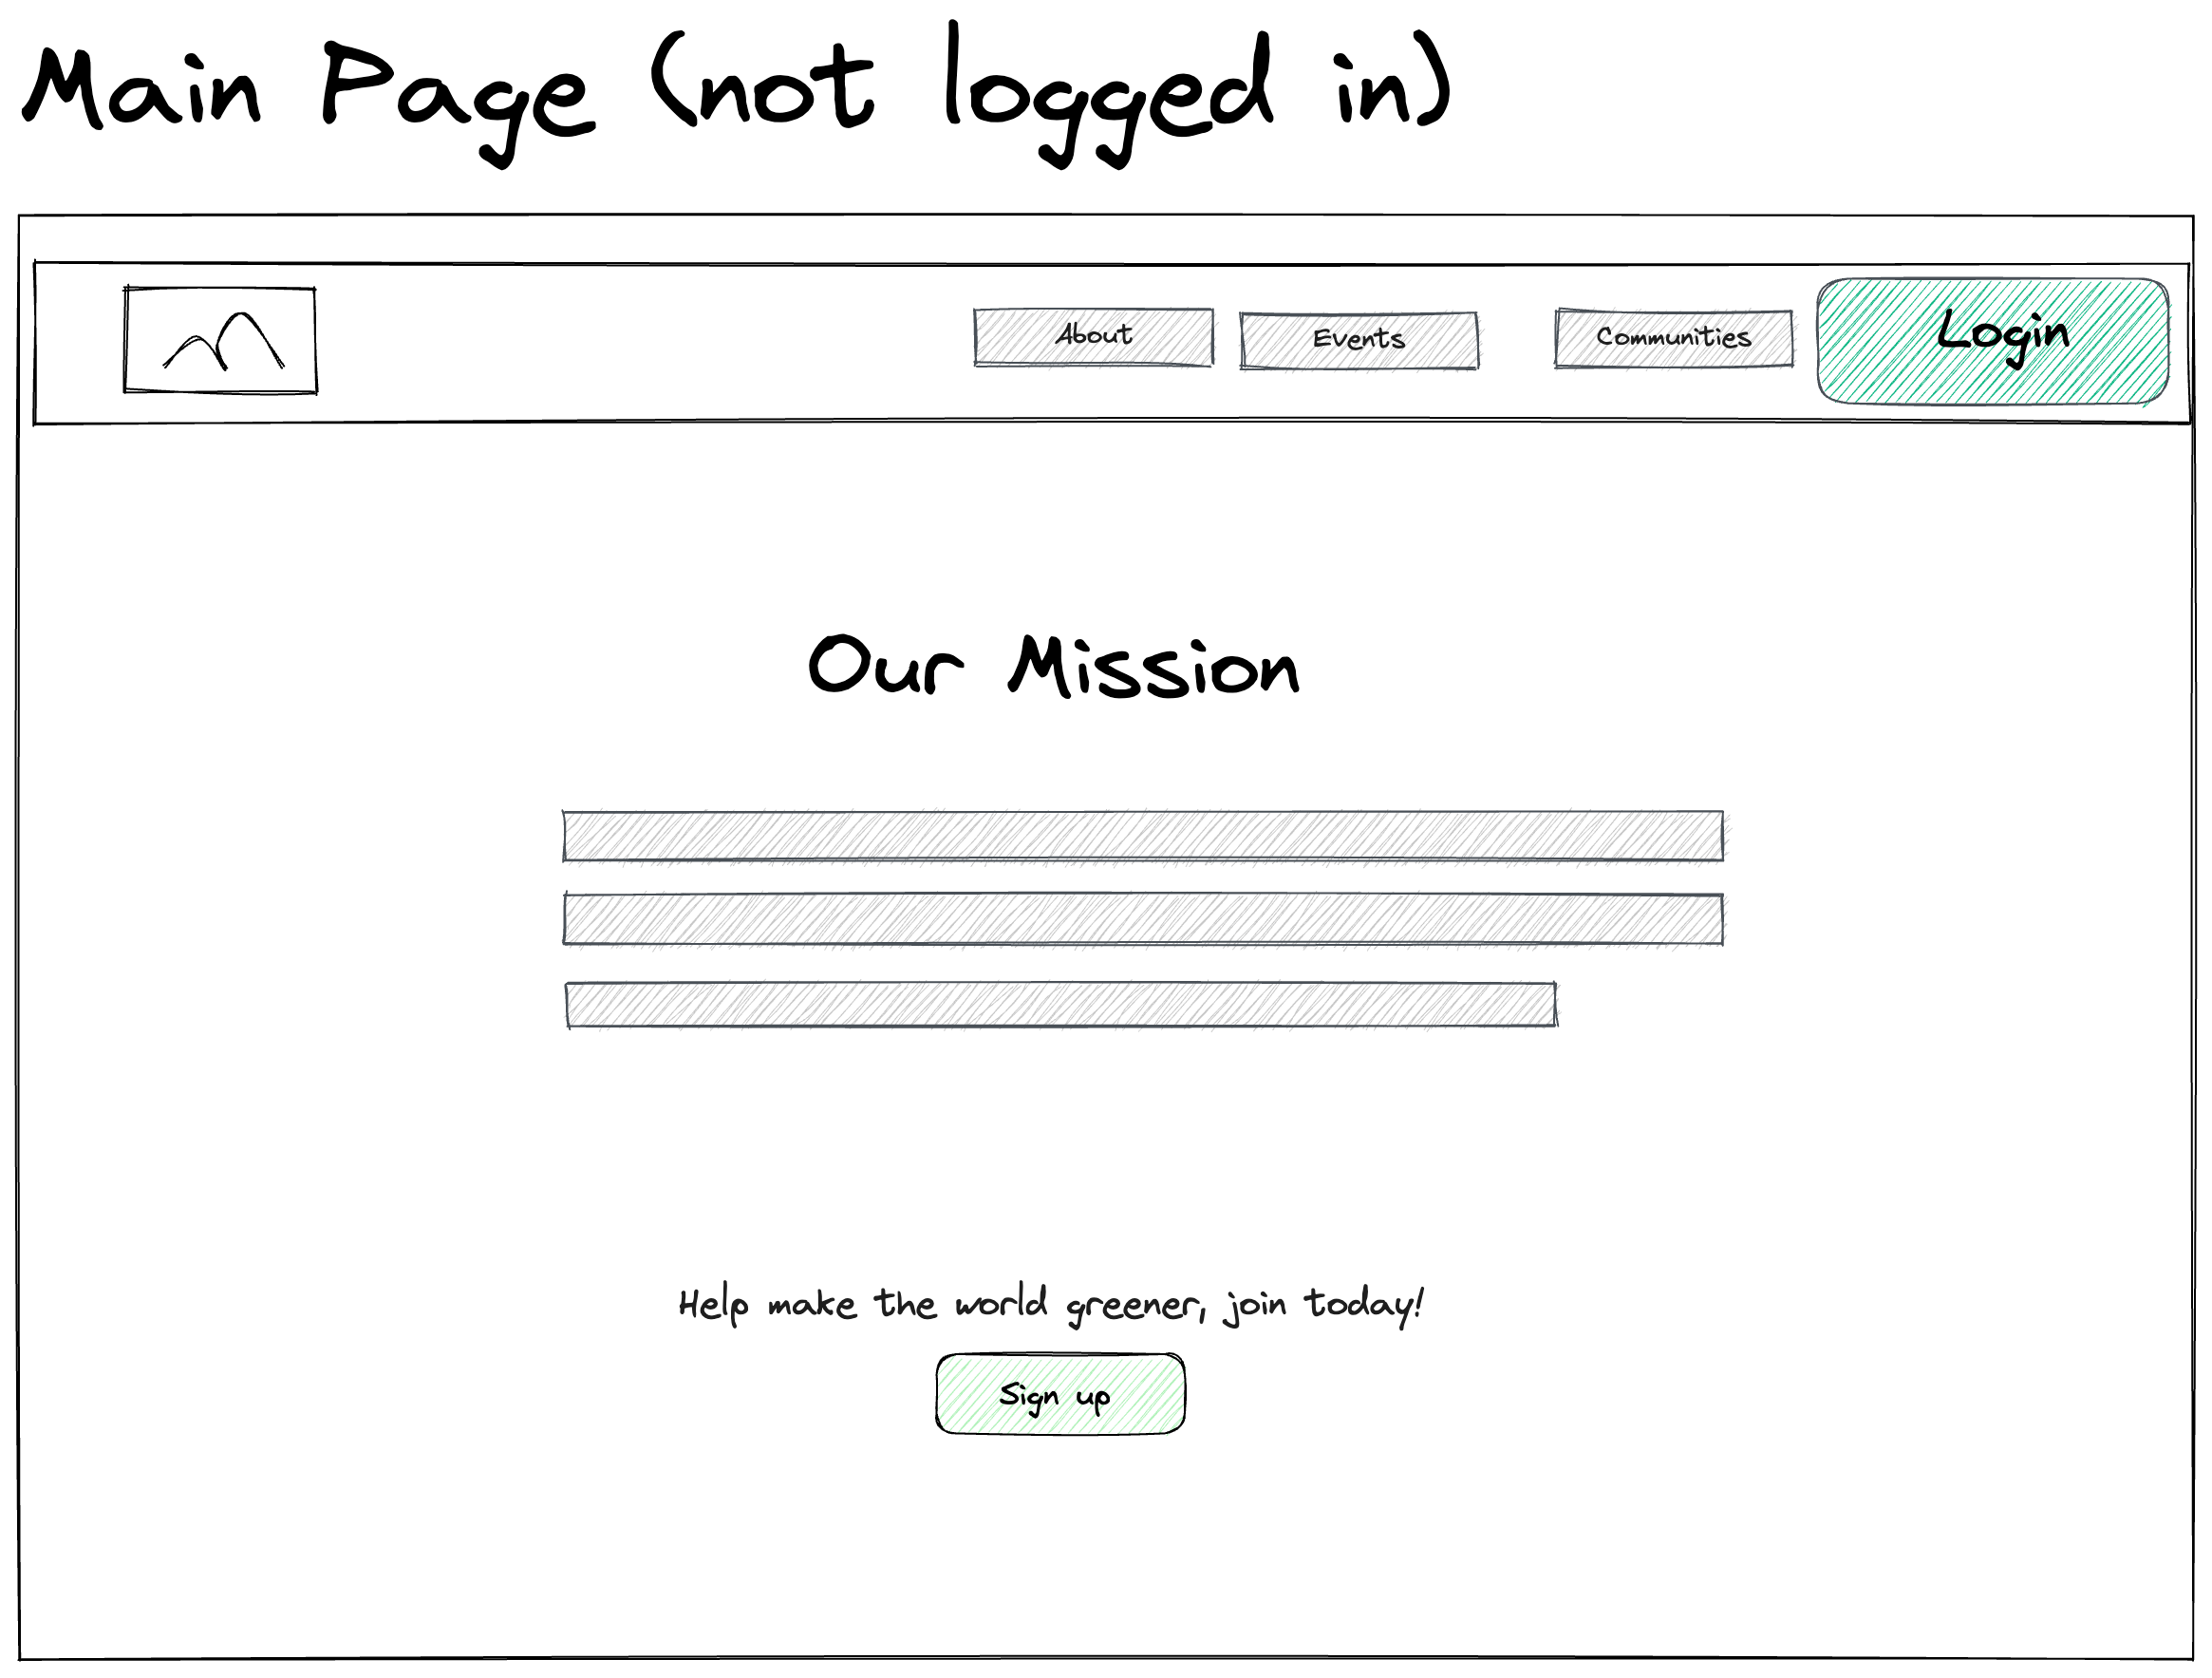 Main Page (not logged in)
About
Events
Communities
Login
Our Mission
Help make the world greener, join today!
Sign up